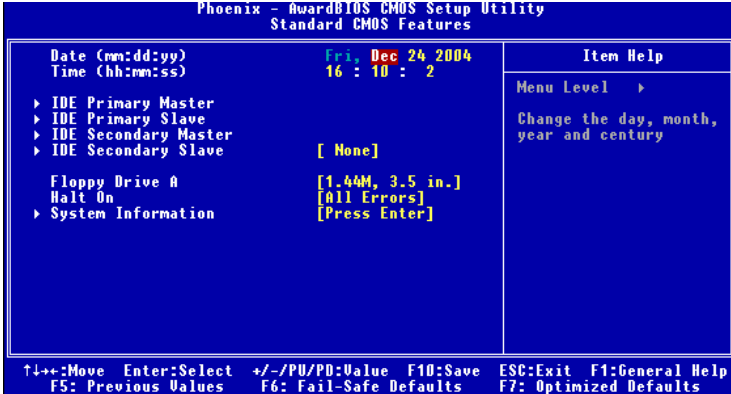 Phoenix - AwardBIOS CMOS Setup Utility
Standard CMOS Features
Date (mm:dd:yy) Fri, Dec 24 2004
Time (hh:mm:ss) 16 : 10 : 2
IDE Primary Master
IDE Primary Slave
IDE Secondary Master
IDE Secondary Slave [ None]
Floppy Drive A [1.44M, 3.5 in.]
Halt On [All Errors]
System Information [Press Enter]
Item Help
Menu Level
Change the day, month,
year and century
↑↓→←:Move Enter:Select +/-/PU/PD:Value F10:Save ESC:Exit F1:General Help
F5: Previous Values F6: Fail-Safe Defaults F7: Optimized Defaults